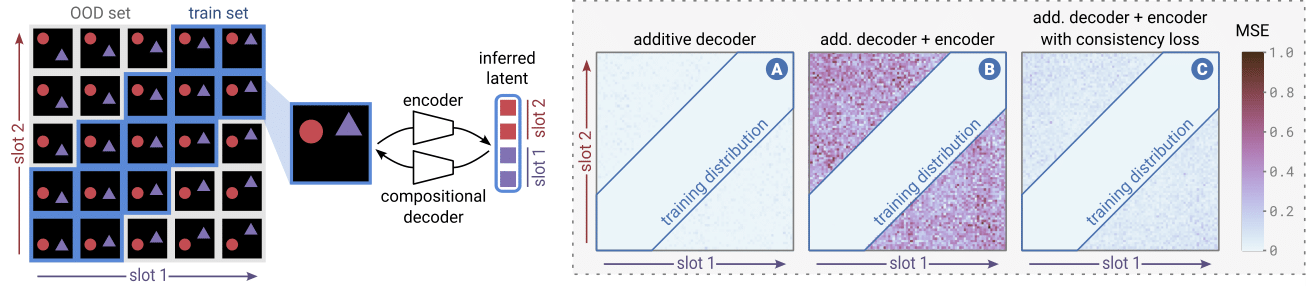 OOD set
train set
slot 2
slot 1
encoder
compositional
decoder
inferred
latent
slot 2
slot 1
additive decoder
A
training distribution
slot 2
slot 1
add. decoder + encoder
B
training distribution
slot 1
add. decoder + encoder
with consistency loss
C
training distribution
slot 1
MSE
1.0
0.8
0.6
0.4
0.2
0